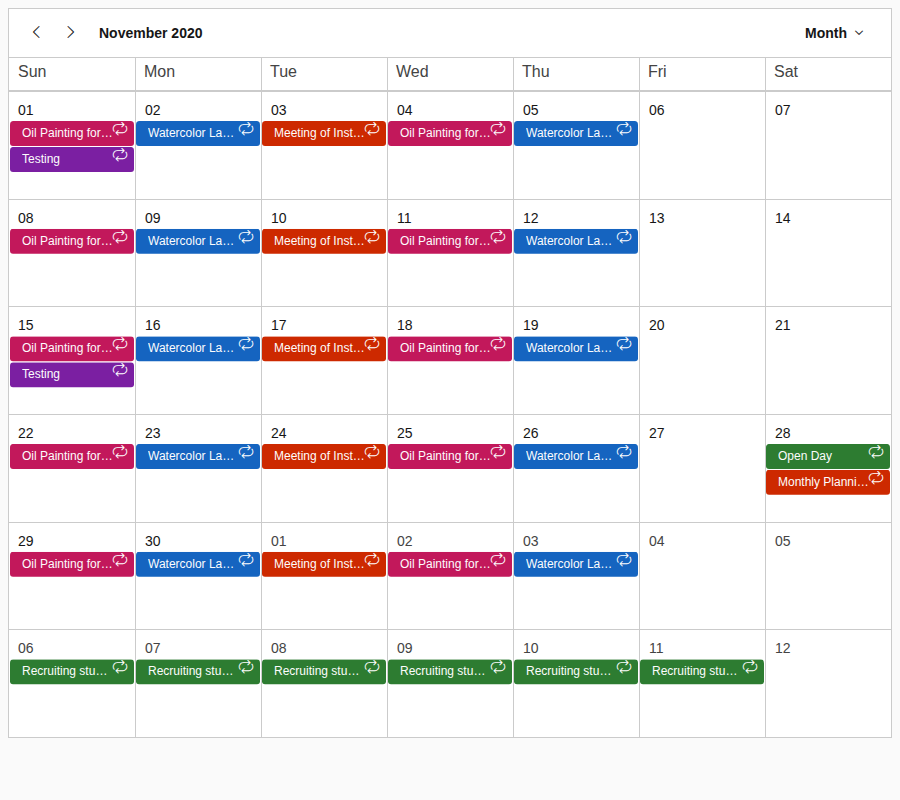 November 2020 Month
Sun Mon Tue Wed Thu Fri Sat
01 02 03 04 05 06 07
Oil Painting for… Watercolor La… Meeting of Inst… Oil Painting for… Watercolor La…
Testing
08 09 10 11 12 13 14
Oil Painting for… Watercolor La… Meeting of Inst… Oil Painting for… Watercolor La…
15 16 17 18 19 20 21
Oil Painting for… Watercolor La… Meeting of Inst… Oil Painting for… Watercolor La…
Testing
22 23 24 25 26 27 28
Oil Painting for… Watercolor La… Meeting of Inst… Oil Painting for… Watercolor La… Open Day
Monthly Planni…
29 30 01 02 03 04 05
Oil Painting for… Watercolor La… Meeting of Inst… Oil Painting for… Watercolor La…
06 07 08 09 10 11 12
Recruiting stu… Recruiting stu… Recruiting stu… Recruiting stu… Recruiting stu… Recruiting stu…